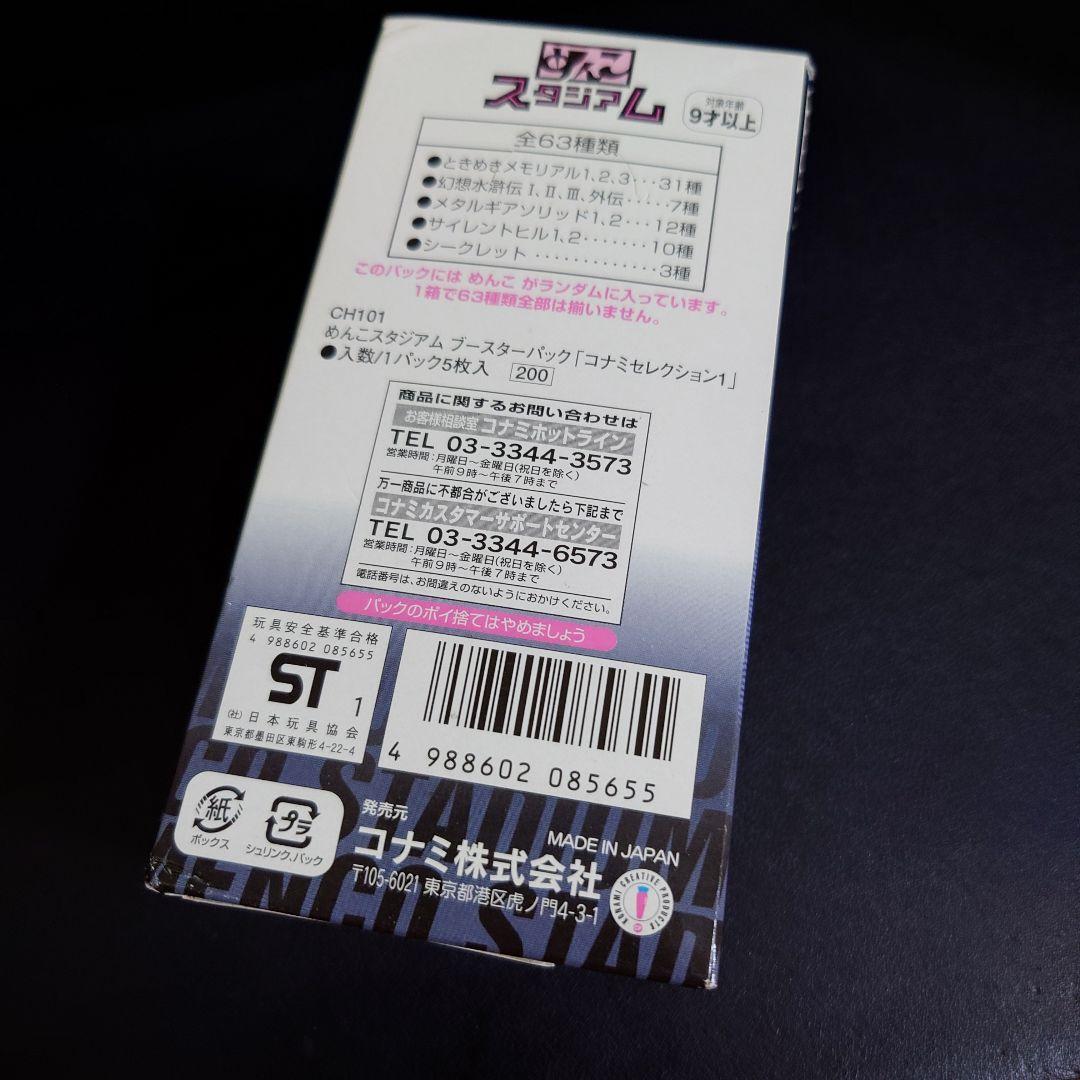 めんこ
スタジアム
対象年齢
9才以上
全63種類
●ときめきメモリアル1、2、3‥‥31種
●幻想水滸伝Ⅰ、Ⅱ、Ⅲ、外伝‥‥‥7種
●メタルギアソリッド1、2‥‥12種
●サイレントヒル1、2‥‥‥‥10種
●シークレット‥‥‥‥‥‥‥3種
このパックには めんこ がランダムに入っています。
1箱で63種類全部は揃いません。
CH101
めんこスタジアム ブースターパック「コナミセレクション1」
●入数/1パック5枚入 200
商品に関するお問い合わせは
お客様相談室 コナミホットライン
TEL 03-3344-3573
営業時間:月曜日〜金曜日(祝日を除く)
午前9時〜午後7時まで
万一商品に不都合がございましたら下記まで
コナミカスタマーサポートセンター
TEL 03-3344-6573
営業時間:月曜日〜金曜日(祝日を除く)
午前9時〜午後7時まで
電話番号は、お間違えのないようにおかけください。
パックのポイ捨てはやめましょう
玩具安全基準合格
4 988602 085655
ST 1
(社)日本玩具協会
東京都墨田区東駒形4-22-4
4 988602 085655
紙
ボックス
プラ
シュリンク、パック
発売元
コナミ株式会社
MADE IN JAPAN
〒105-6021 東京都港区虎ノ門4-3-1
KONAMI CREATIVE PRODUCTS